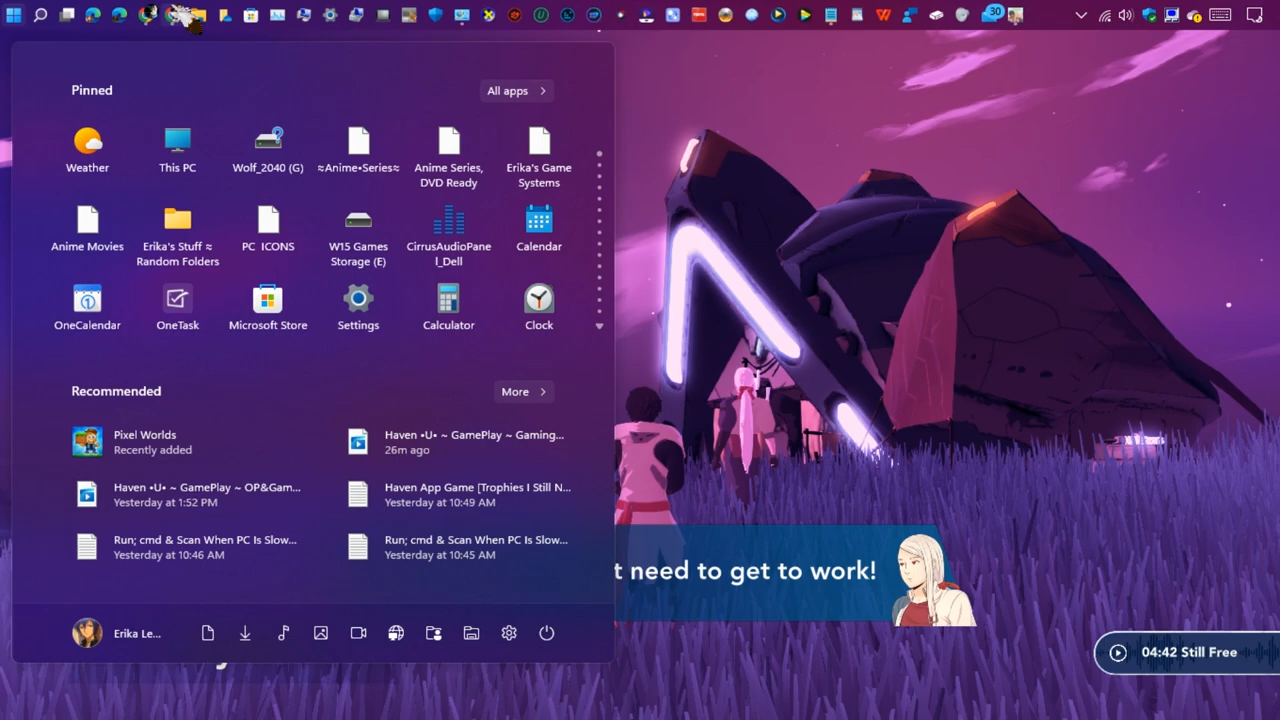 30
Pinned
All apps
Weather
This PC
Wolf_2040 (G)
≈Anime•Series≈
Anime Series,
DVD Ready
Erika's Game
Systems
Anime Movies
Erika's Stuff ≈
Random Folders
PC ICONS
W15 Games
Storage (E)
CirrusAudioPane
l_Dell
Calendar
OneCalendar
OneTask
Microsoft Store
Settings
Calculator
Clock
Recommended
More
Pixel Worlds
Recently added
Haven •U• ~ GamePlay ~ Gaming...
26m ago
Haven •U• ~ GamePlay ~ OP&Gam...
Yesterday at 1:52 PM
Haven App Game [Trophies I Still N...
Yesterday at 10:49 AM
Run; cmd & Scan When PC Is Slow...
Yesterday at 10:46 AM
Run; cmd & Scan When PC Is Slow...
Yesterday at 10:45 AM
t need to get to work!
Erika Le...
04:42 Still Free